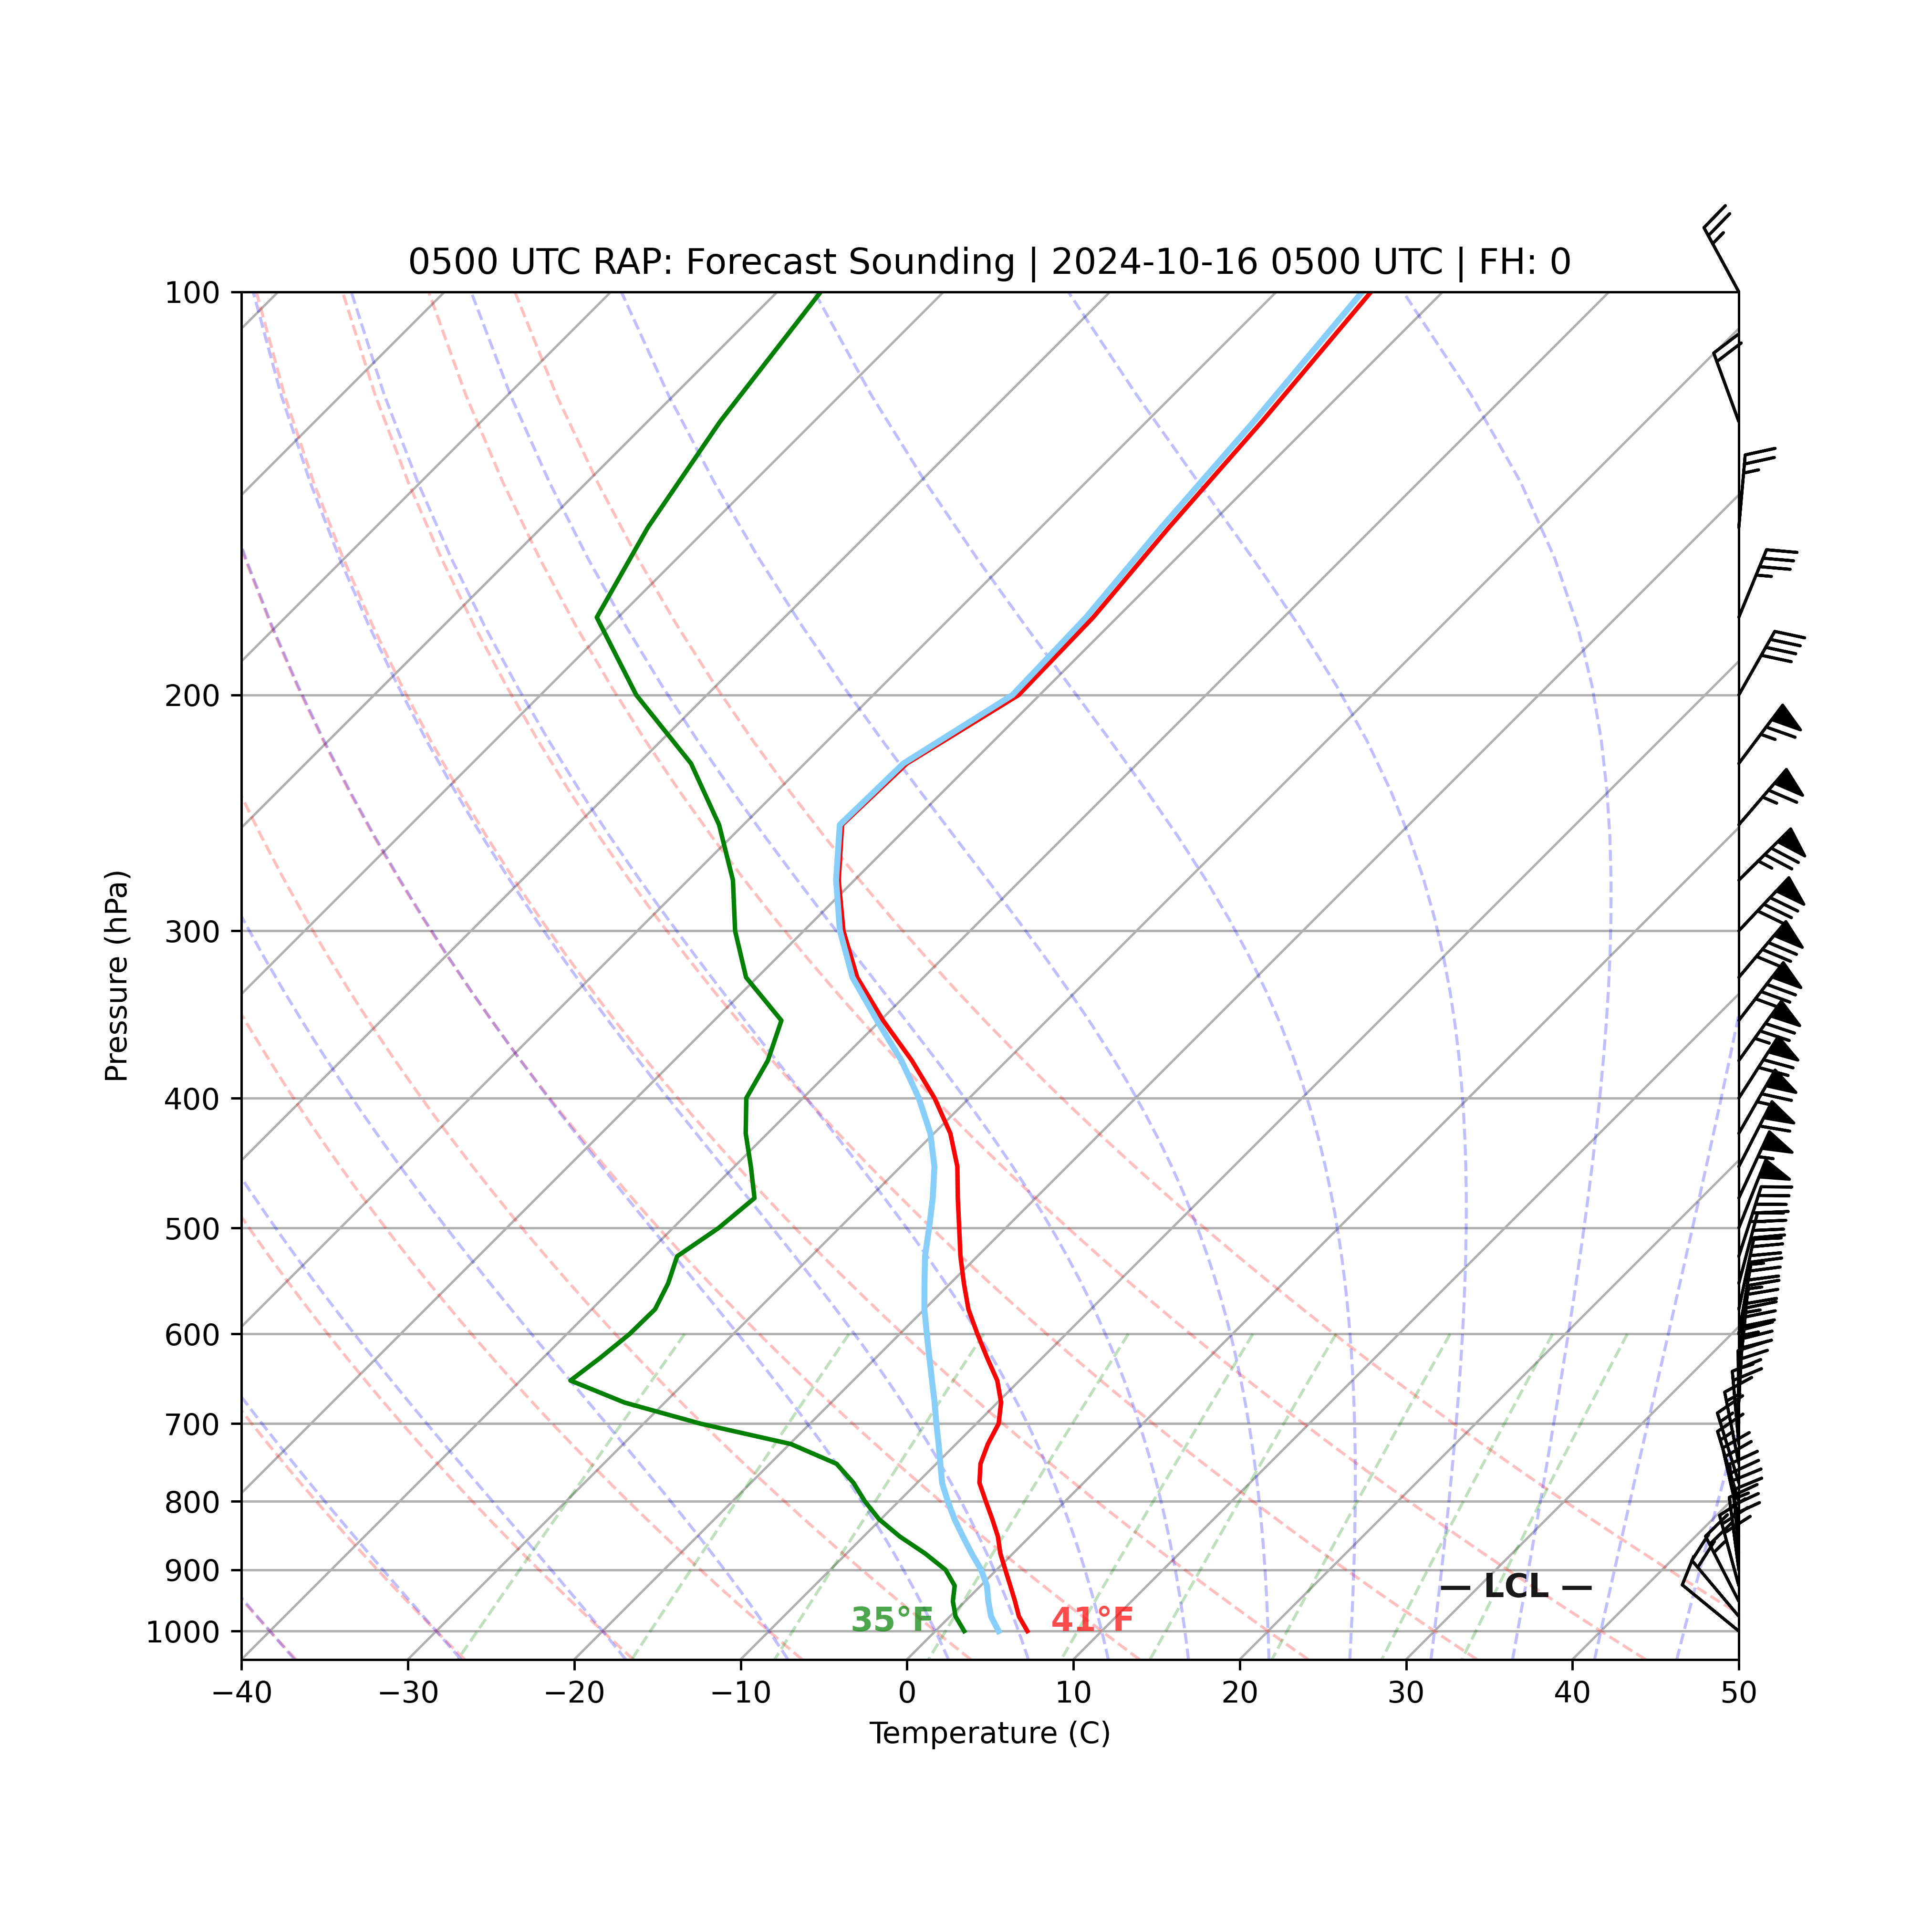 0500 UTC RAP: Forecast Sounding | 2024-10-16 0500 UTC | FH: 0
100
200
300
400
500
600
700
800
900
1000
Pressure (hPa)
— LCL —
35°F
41°F
−40 −30 −20 −10 0 10 20 30 40 50
Temperature (C)